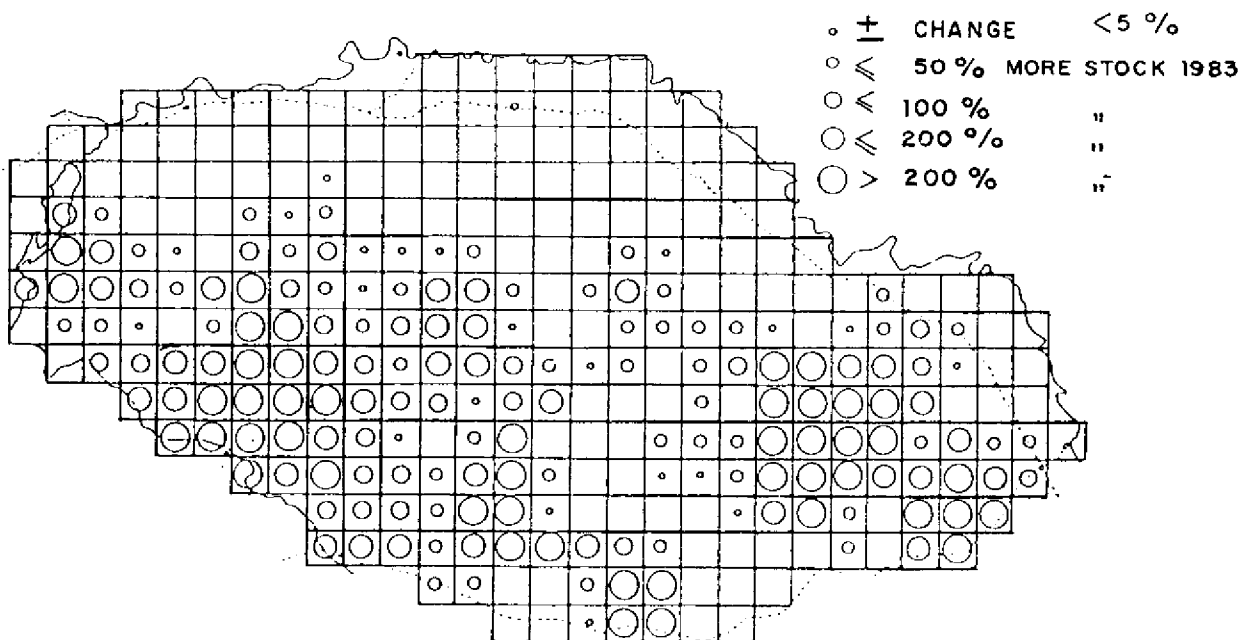 ± CHANGE <5 %
≤ 50 % MORE STOCK 1983
≤ 100 % "
≤ 200 % "
> 200 % "